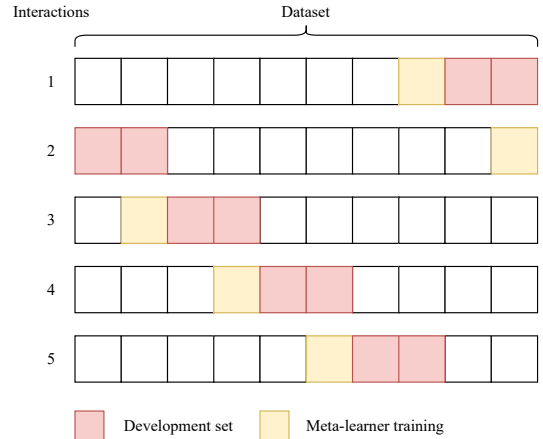 Interactions
Dataset
1
2
3
4
5
Development set
Meta-learner training